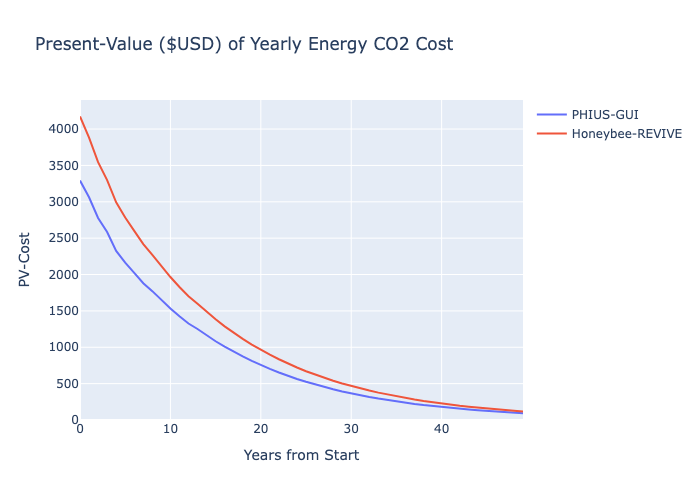 Present-Value ($USD) of Yearly Energy CO2 Cost
PHIUS-GUI
Honeybee-REVIVE
4000
3500
3000
2500
2000
1500
1000
500
0
PV-Cost
0 10 20 30 40
Years from Start